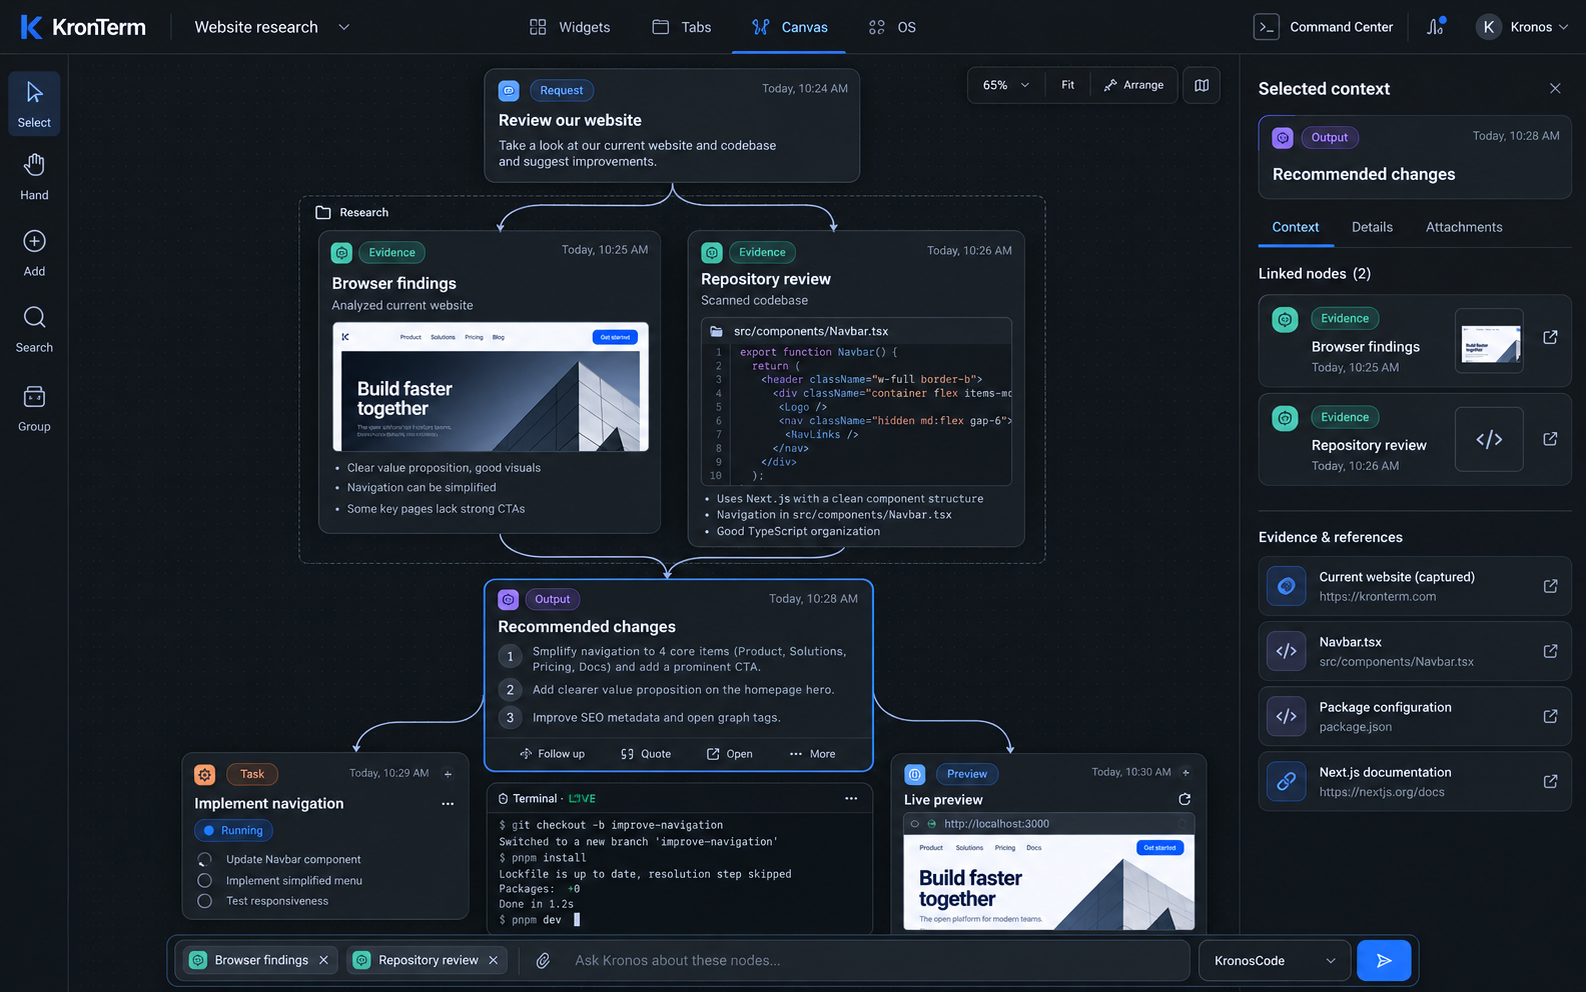 KronTerm
Website research
Widgets
Tabs
Canvas
OS
Command Center
K
Kronos
Select
Hand
Add
Search
Group
65%
Fit
Arrange
Request
Today, 10:24 AM
Review our website
Take a look at our current website and codebase
and suggest improvements.
Research
Evidence
Today, 10:25 AM
Browser findings
Analyzed current website
Product
Solutions
Pricing
Blog
Get started
Build faster
together
Clear value proposition, good visuals
Navigation can be simplified
Some key pages lack strong CTAs
Evidence
Today, 10:26 AM
Repository review
Scanned codebase
src/components/Navbar.tsx
1 export function Navbar() {
2 return (
3 <header className="w-full border-b">
4 <div className="container flex items-mc
5 <Logo />
6 <nav className="hidden md:flex gap-6">
7 <NavLinks />
8 </nav>
9 </div>
10 );
Uses Next.js with a clean component structure
Navigation in src/components/Navbar.tsx
Good TypeScript organization
Output
Today, 10:28 AM
Recommended changes
1 Smplify navigation to 4 core items (Product, Solutions,
Pricing, Docs) and add a prominent CTA.
2 Add clearer value proposition on the homepage hero.
3 Improve SEO metadata and open graph tags.
Follow up
Quote
Open
More
Task
Today, 10:29 AM
Implement navigation
Running
Update Navbar component
Implement simplified menu
Test responsiveness
Terminal ·
$ git checkout -b improve-navigation
Switched to a new branch 'improve-navigation'
$ pnpm install
Lockfile is up to date, resolution step skipped
Packages: +0
Done in 1.2s
$ pnpm dev
Preview
Today, 10:30 AM
Live preview
http://localhost:3000
Product
Solutions
Pricing
Docs
Get started
Build faster
together
The open platform for modern teams.
Browser findings
Repository review
Ask Kronos about these nodes...
KronosCode
Selected context
Output
Today, 10:28 AM
Recommended changes
Context
Details
Attachments
Linked nodes (2)
Evidence
Browser findings
Today, 10:25 AM
Build faster
together
Evidence
Repository review
Today, 10:26 AM
Evidence & references
Current website (captured)
https://kronterm.com
Navbar.tsx
src/components/Navbar.tsx
Package configuration
package.json
Next.js documentation
https://nextjs.org/docs